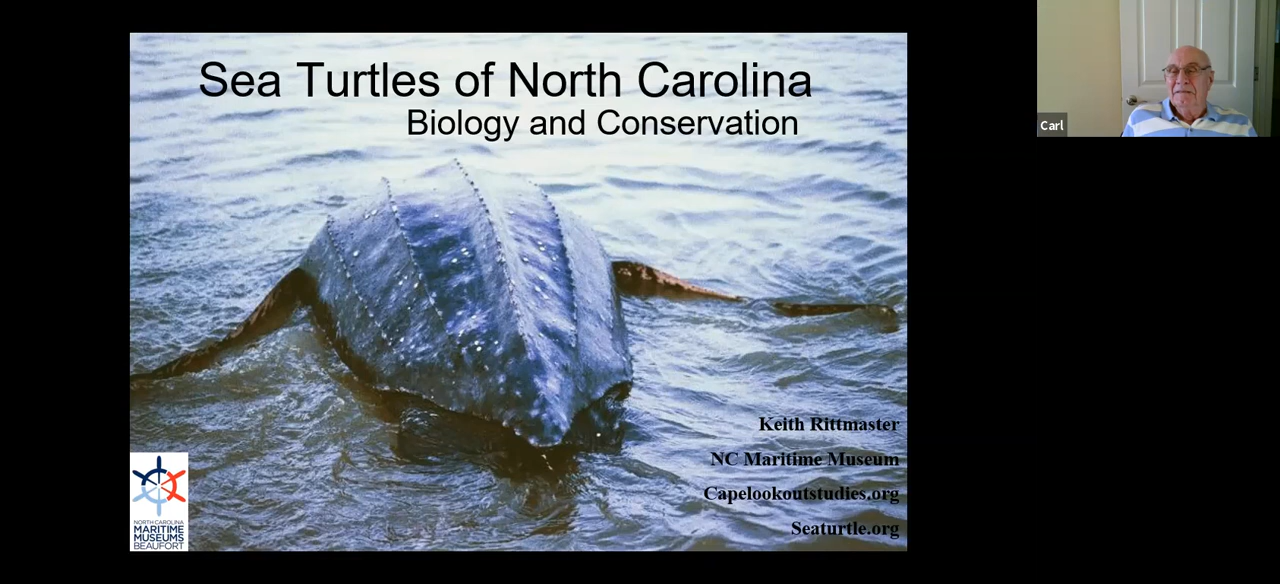 Sea Turtles of North Carolina
Biology and Conservation
Carl
Keith Rittmaster
NC Maritime Museum
Capelookoutstudies.org
Seaturtle.org
NORTH CAROLINA
MARITIME
MUSEUMS
BEAUFORT